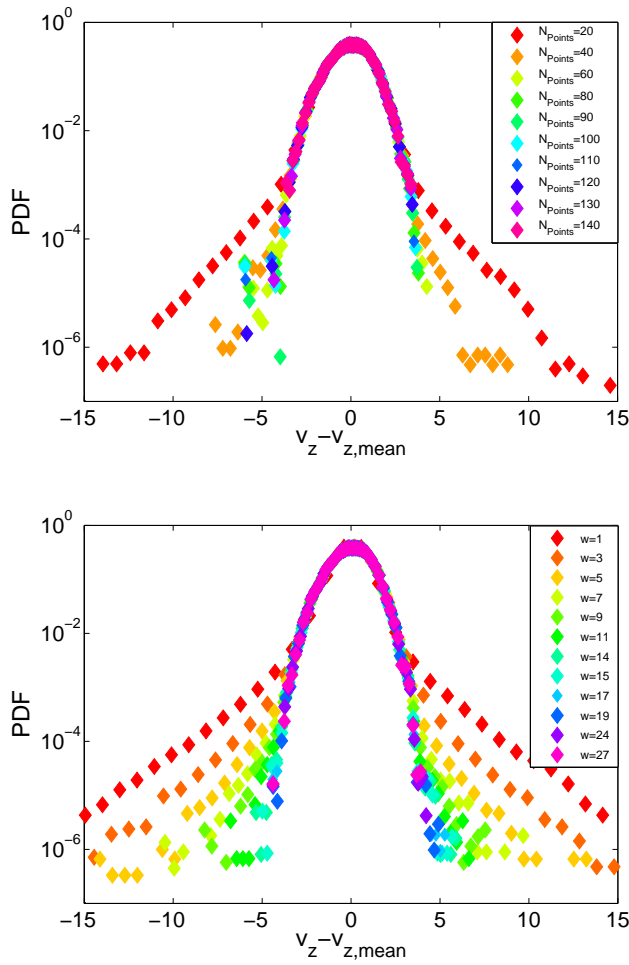 10^0
10^-2
10^-4
10^-6
PDF
−15
−10
−5
0
5
10
15
v_z−v_z,mean
N_Points=20
N_Points=40
N_Points=60
N_Points=80
N_Points=90
N_Points=100
N_Points=110
N_Points=120
N_Points=130
N_Points=140
10^0
10^-2
10^-4
10^-6
PDF
−15
−10
−5
0
5
10
15
v_z−v_z,mean
w=1
w=3
w=5
w=7
w=9
w=11
w=14
w=15
w=17
w=19
w=24
w=27